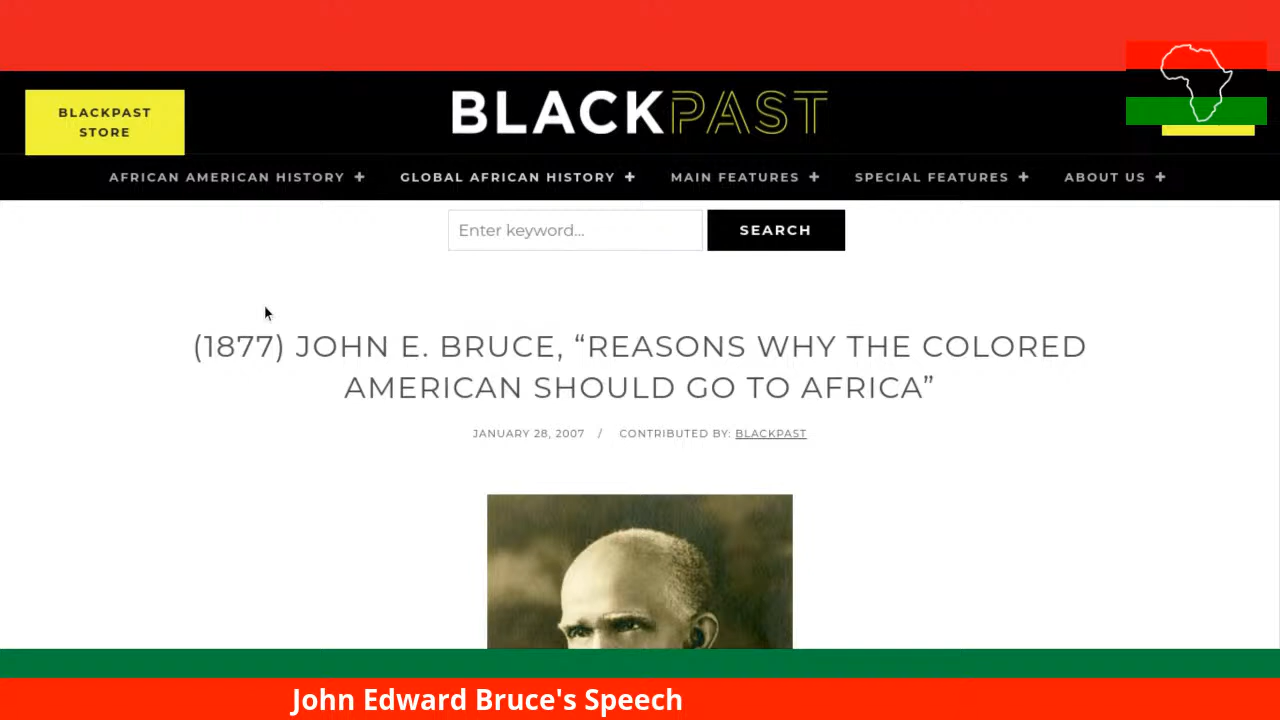 BLACKPAST
STORE
BLACKPAST
AFRICAN AMERICAN HISTORY +
GLOBAL AFRICAN HISTORY +
MAIN FEATURES +
SPECIAL FEATURES +
ABOUT US +
Enter keyword...
SEARCH
(1877) JOHN E. BRUCE, “REASONS WHY THE COLORED
AMERICAN SHOULD GO TO AFRICA”
JANUARY 28, 2007 / CONTRIBUTED BY: BLACKPAST
John Edward Bruce's Speech